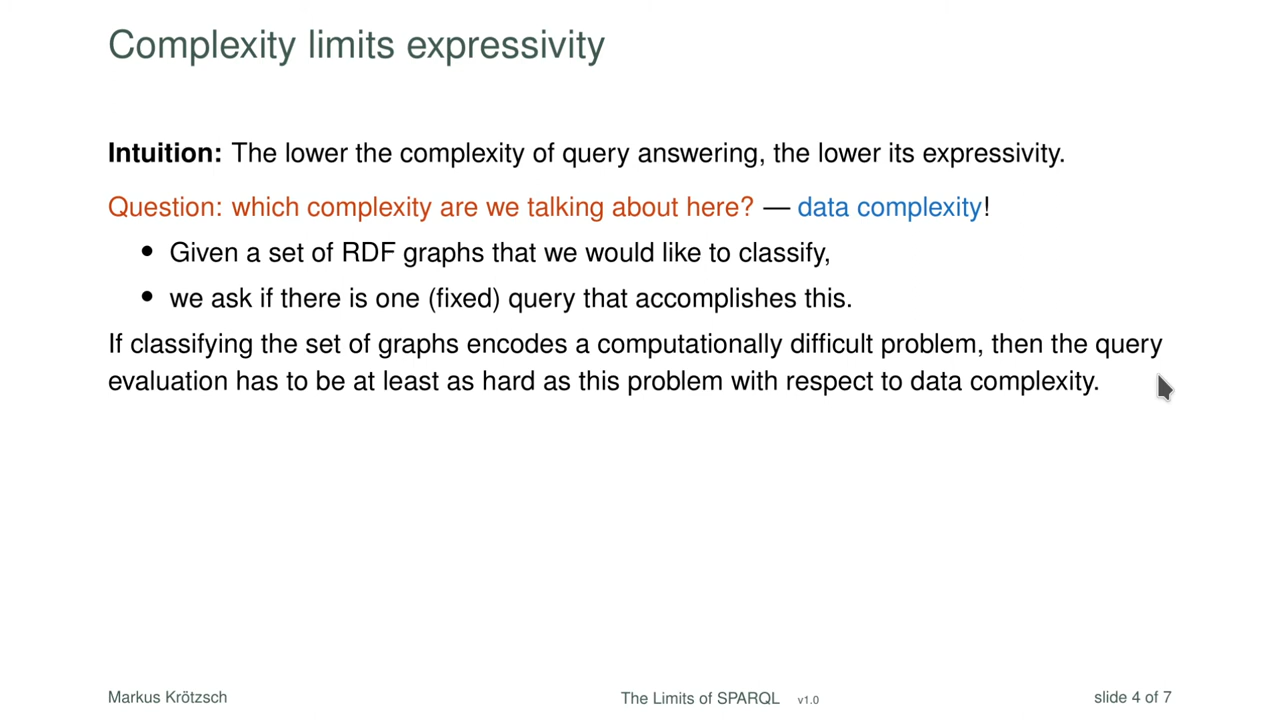 Complexity limits expressivity
Intuition: The lower the complexity of query answering, the lower its expressivity.
Question: which complexity are we talking about here? — data complexity!
• Given a set of RDF graphs that we would like to classify,
• we ask if there is one (fixed) query that accomplishes this.
If classifying the set of graphs encodes a computationally difficult problem, then the query
evaluation has to be at least as hard as this problem with respect to data complexity.
Markus Krötzsch The Limits of SPARQL v1.0 slide 4 of 7